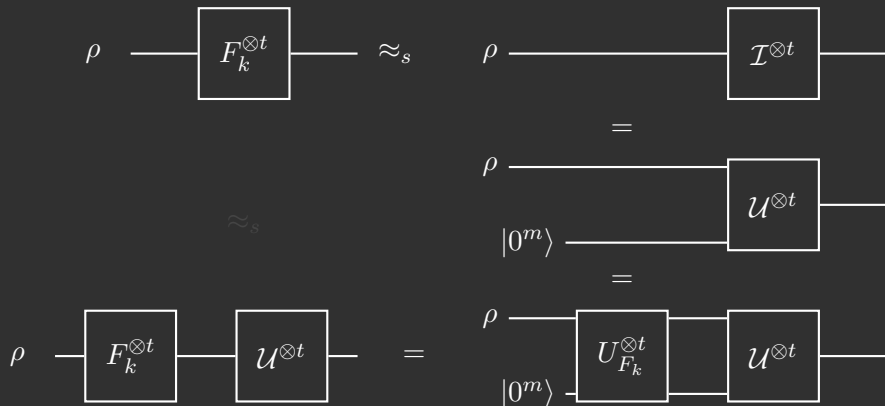 ρ F_k^{⊗t} ≈_s ρ 𝓘^{⊗t}
=
ρ
𝒰^{⊗t}
≈_s
|0^m⟩
=
ρ F_k^{⊗t} 𝒰^{⊗t} = ρ U_{F_k}^{⊗t} 𝒰^{⊗t}
|0^m⟩